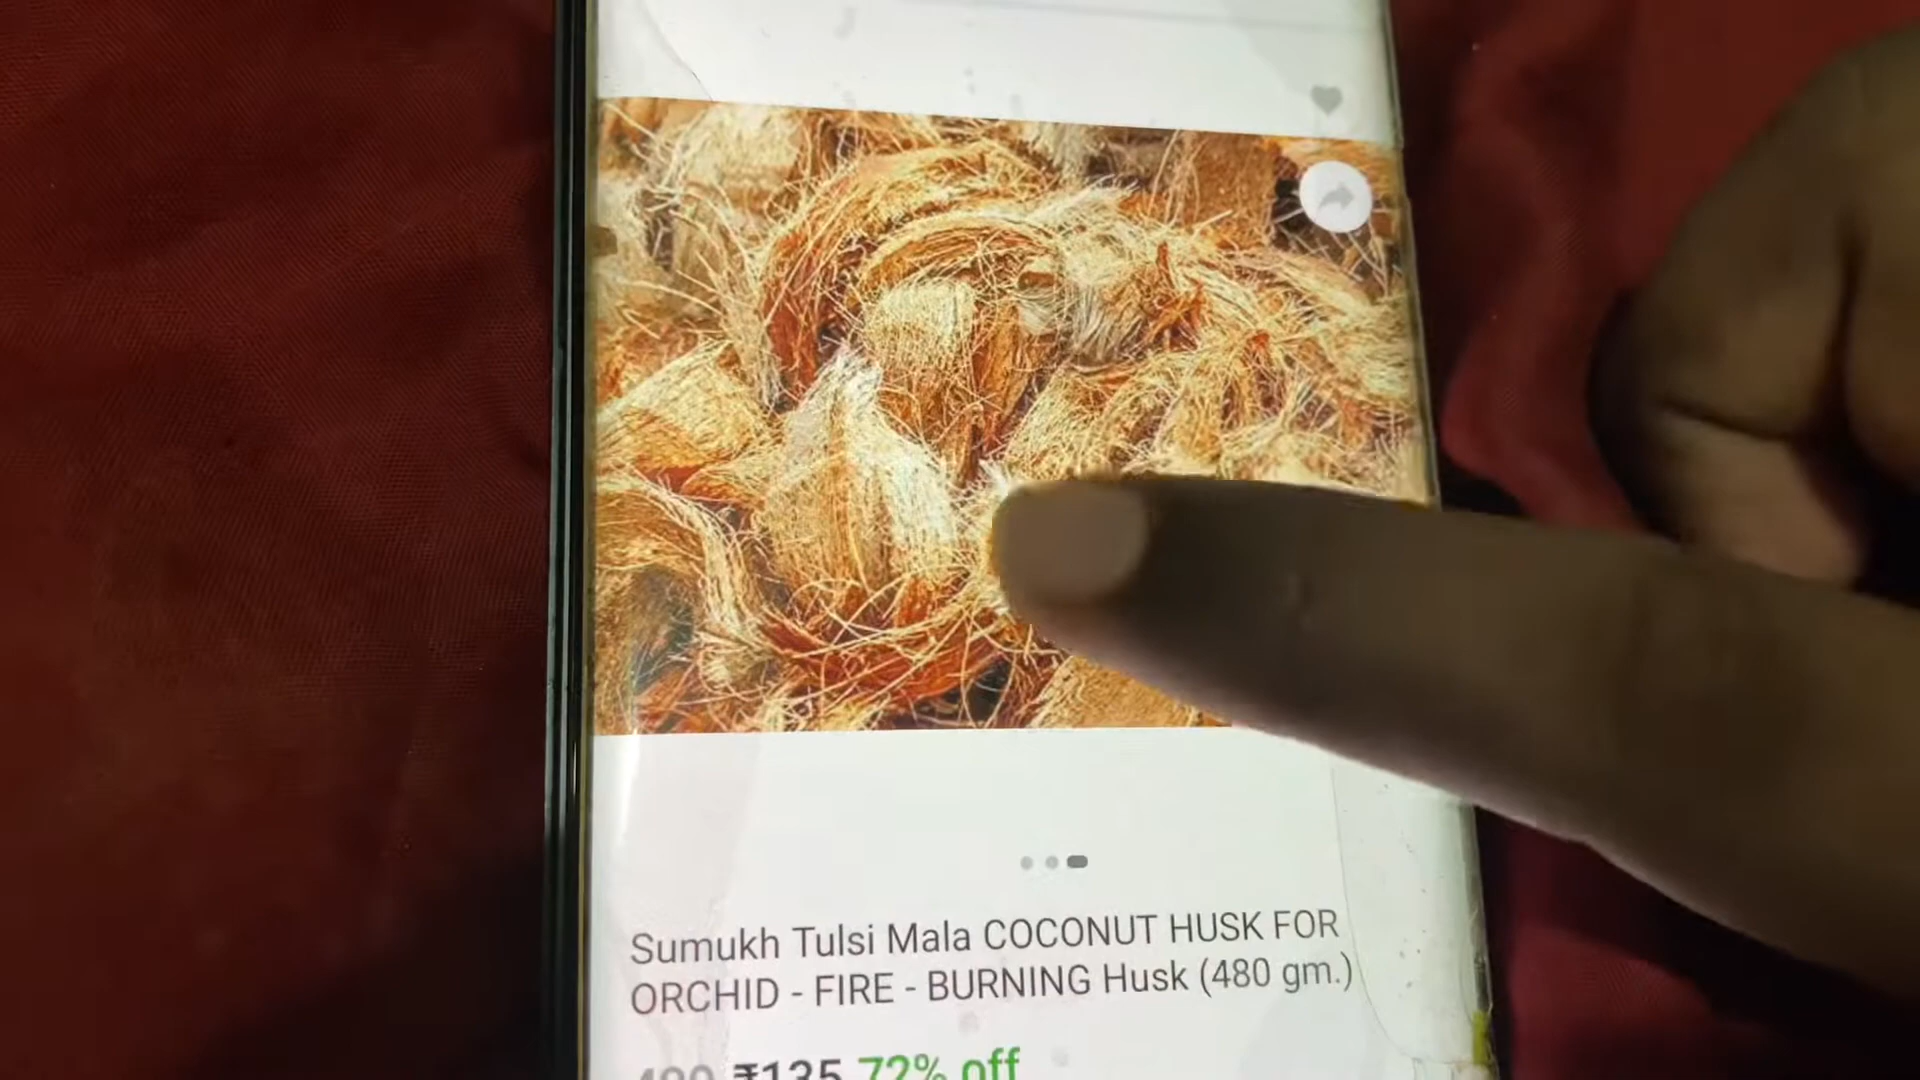 Sumukh Tulsi Mala COCONUT HUSK FOR
ORCHID - FIRE - BURNING Husk (480 gm.)
₹135 72% off